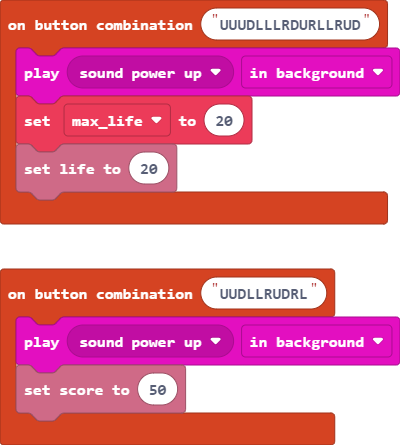 on button combination "UUUDLLLRDURLLRUD"
play sound power up in background
set max_life to 20
set life to 20
on button combination "UUDLLRUDRL"
play sound power up in background
set score to 50